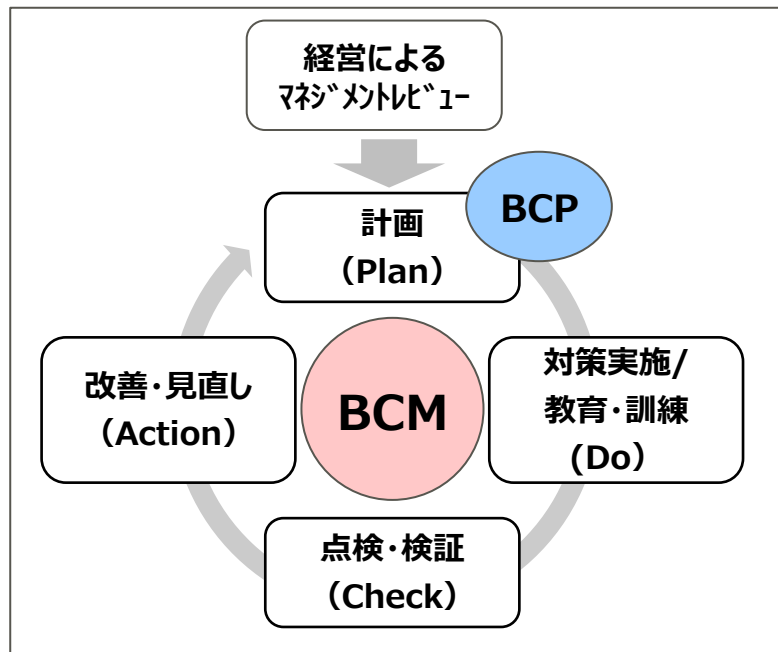 経営による
ﾏﾈｼﾞﾒﾝﾄﾚﾋﾞｭｰ
BCP
計画
（Plan）
改善・見直し
（Action）
BCM
対策実施/
教育・訓練
(Do）
点検・検証
（Check）